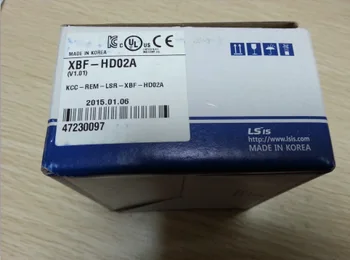 MADE IN KOREA
XBF-HD02A
(V1.01)
KCC-REM-LSR-XBF-HD02A
2015.01.06
47230097
LSis
www.lsis.com
MADE IN KOREA